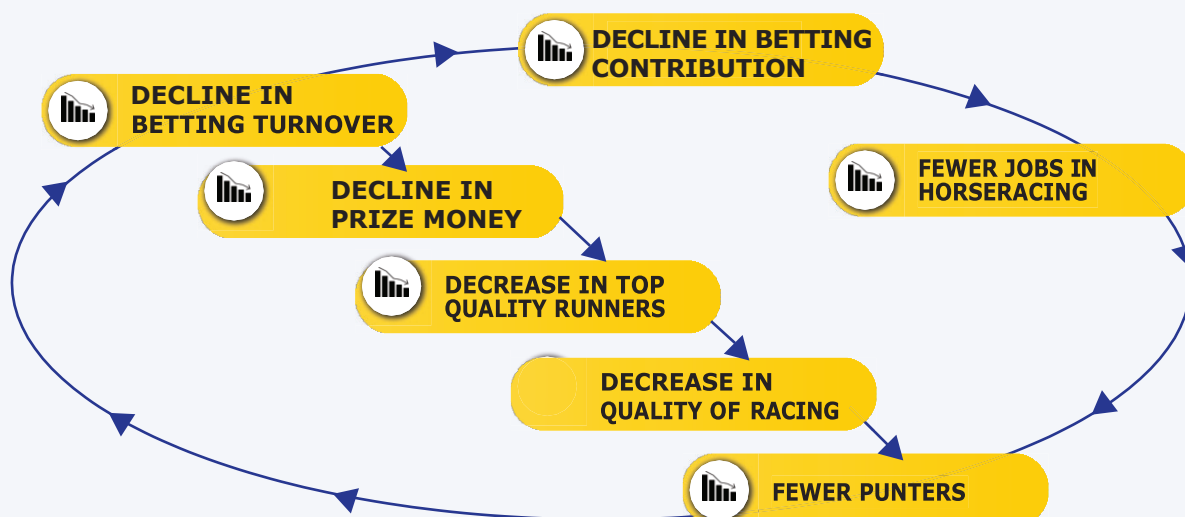 DECLINE IN BETTING
CONTRIBUTION
DECLINE IN
BETTING TURNOVER
FEWER JOBS IN
HORSERACING
DECLINE IN
PRIZE MONEY
DECREASE IN TOP
QUALITY RUNNERS
DECREASE IN
QUALITY OF RACING
FEWER PUNTERS